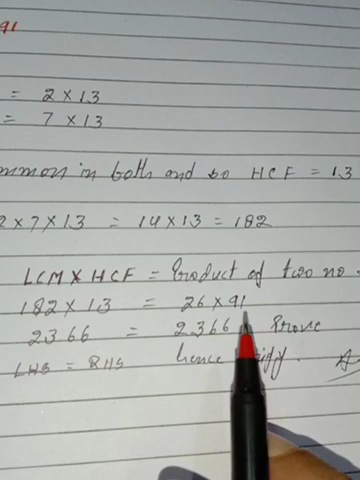 91
= 2 × 13
= 7 × 13
ommon in both and so HCF = 13
2 × 7 × 13 = 14 × 13 = 182
LCM × HCF = Product of two no.
182 × 13 = 26 × 91
2366 = 2366 Prove
LHS = RHS hence